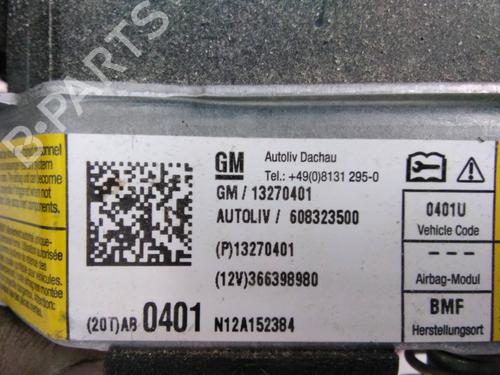 B-PARTS
GM
Autoliv Dachau
Tel.: +49(0)8131 295-0
GM / 13270401
AUTOLIV / 608323500
(P)13270401
(12V)366398980
(20T)AB 0401 N12A152384
0401U
Vehicle Code
---
Airbag-Modul
BMF
Herstellungsort